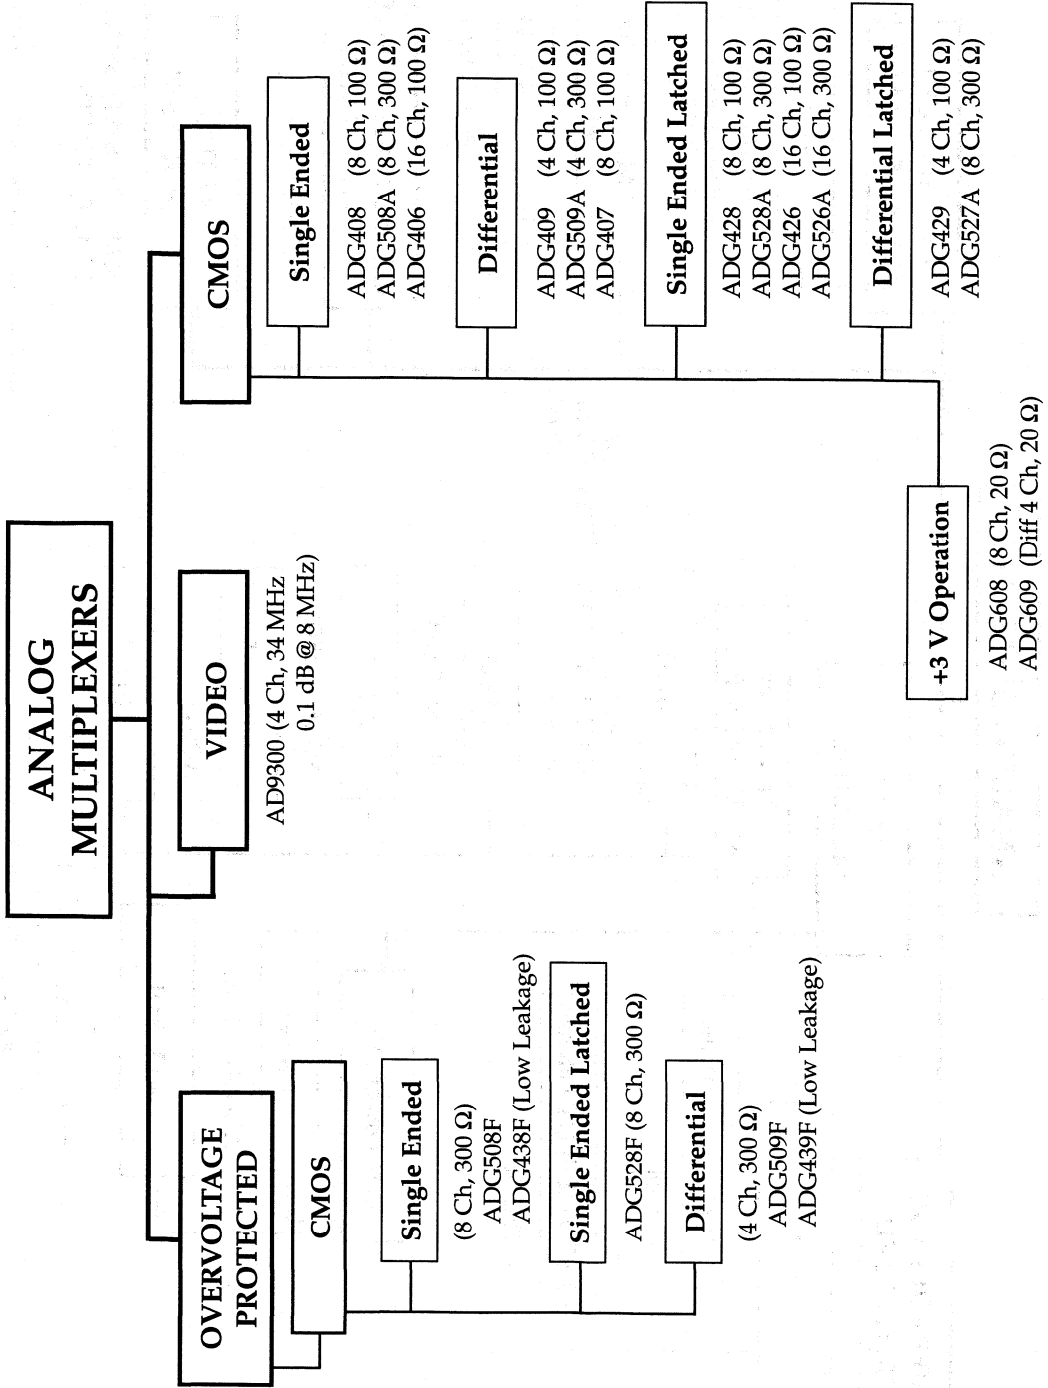 ANALOG
MULTIPLEXERS
OVERVOLTAGE
PROTECTED
CMOS
Single Ended
(8 Ch, 300 Ω)
ADG508F
ADG438F (Low Leakage)
Single Ended Latched
ADG528F (8 Ch, 300 Ω)
Differential
(4 Ch, 300 Ω)
ADG509F
ADG439F (Low Leakage)
VIDEO
AD9300 (4 Ch, 34 MHz
0.1 dB @ 8 MHz)
CMOS
Single Ended
ADG408 (8 Ch, 100 Ω)
ADG508A (8 Ch, 300 Ω)
ADG406 (16 Ch, 100 Ω)
Differential
ADG409 (4 Ch, 100 Ω)
ADG509A (4 Ch, 300 Ω)
ADG407 (8 Ch, 100 Ω)
Single Ended Latched
ADG428 (8 Ch, 100 Ω)
ADG528A (8 Ch, 300 Ω)
ADG426 (16 Ch, 100 Ω)
ADG526A (16 Ch, 300 Ω)
Differential Latched
ADG429 (4 Ch, 100 Ω)
ADG527A (8 Ch, 300 Ω)
+3 V Operation
ADG608 (8 Ch, 20 Ω)
ADG609 (Diff 4 Ch, 20 Ω)